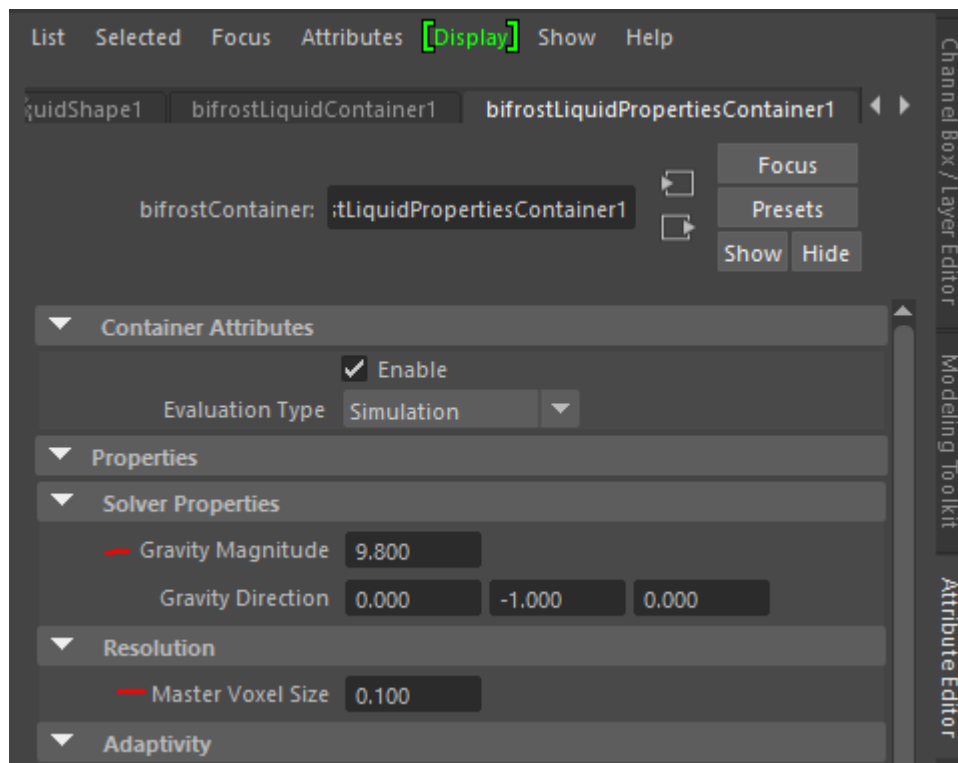 List Selected Focus Attributes [Display] Show Help
quidShape1 bifrostLiquidContainer1 bifrostLiquidPropertiesContainer1
Focus
bifrostContainer: :tLiquidPropertiesContainer1 Presets
Show Hide
Container Attributes
Enable
Evaluation Type Simulation
Properties
Solver Properties
Gravity Magnitude 9.800
Gravity Direction 0.000 -1.000 0.000
Resolution
Master Voxel Size 0.100
Adaptivity
Channel Box / Layer Editor
Modeling Toolkit
Attribute Editor